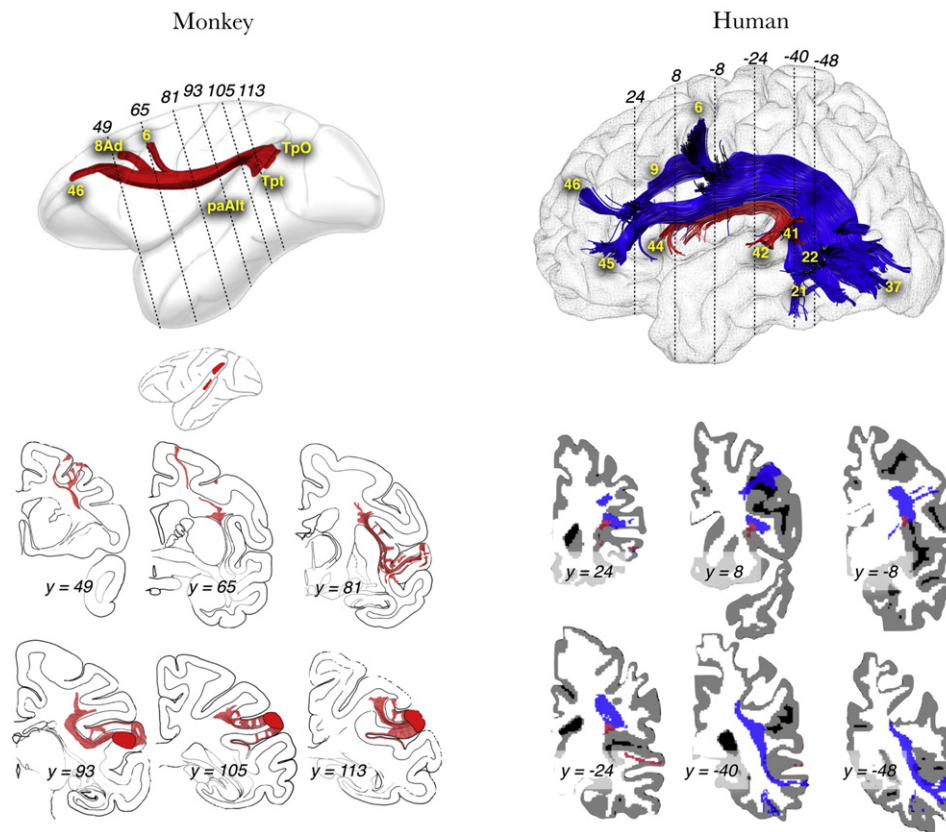 Monkey
Human
49 65 81 93 105 113
24 8 -8 -24 -40 -48
8Ad 6 TpO
46 Tpt
paAlt
6
9
46
44 41
45 42 22
21 37
y = 49 y = 65 y = 81
y = 93 y = 105 y = 113
y = 24 y = 8 y = -8
y = -24 y = -40 y = -48